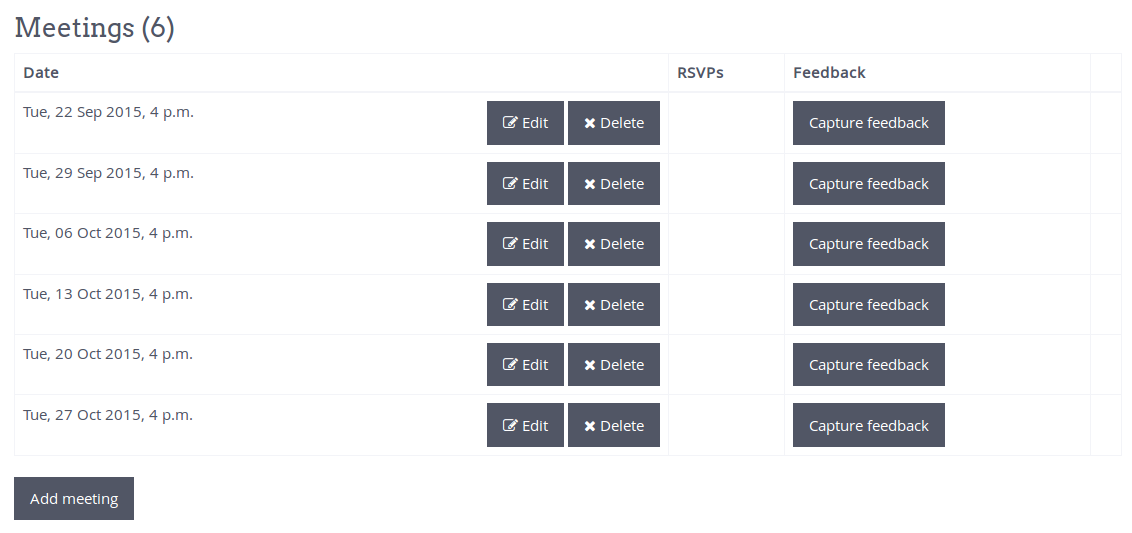 Meetings (6)
Date RSVPs Feedback
Tue, 22 Sep 2015, 4 p.m. Edit Delete Capture feedback
Tue, 29 Sep 2015, 4 p.m. Edit Delete Capture feedback
Tue, 06 Oct 2015, 4 p.m. Edit Delete Capture feedback
Tue, 13 Oct 2015, 4 p.m. Edit Delete Capture feedback
Tue, 20 Oct 2015, 4 p.m. Edit Delete Capture feedback
Tue, 27 Oct 2015, 4 p.m. Edit Delete Capture feedback
Add meeting